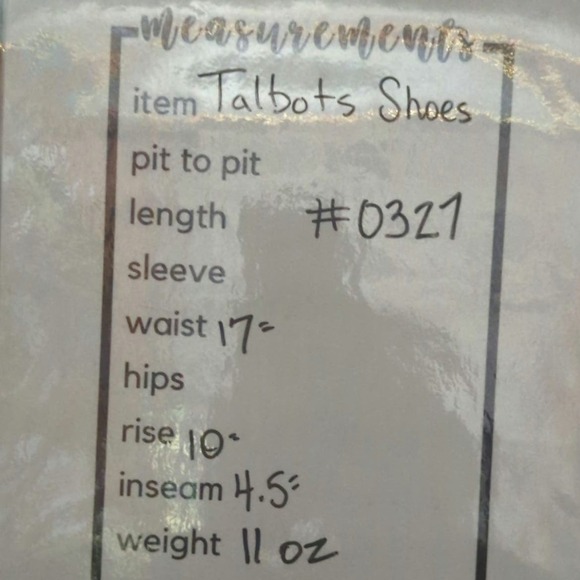 measurements
item Talbots Shoes
pit to pit
length #0327
sleeve
waist 17"
hips
rise 10"
inseam 4.5"
weight 11 oz